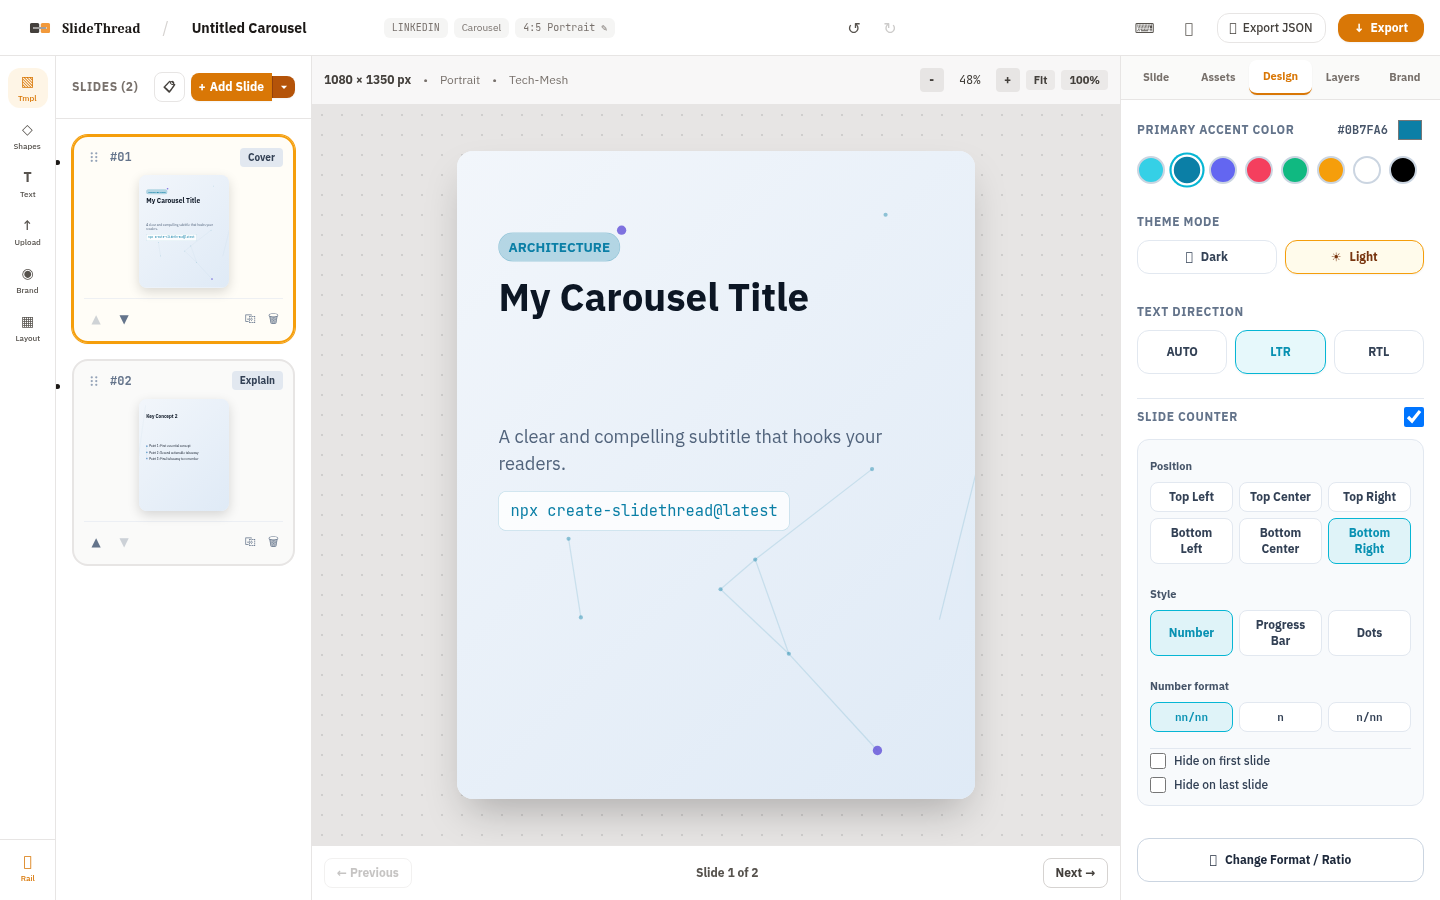 SlideThread / Untitled Carousel LINKEDIN Carousel 4:5 Portrait ✎ Export JSON ↓ Export
Tmpl
Shapes
Text
Upload
Brand
Layout
Rail
SLIDES (2) + Add Slide
#01 Cover
My Carousel Title
#02 Explain
Key Concept 2
1080 × 1350 px • Portrait • Tech-Mesh - 48% + Fit 100%
ARCHITECTURE
My Carousel Title
A clear and compelling subtitle that hooks your
readers.
npx create-slidethread@latest
← Previous Slide 1 of 2 Next →
Slide Assets Design Layers Brand
PRIMARY ACCENT COLOR #0B7FA6
THEME MODE
Dark Light
TEXT DIRECTION
AUTO LTR RTL
SLIDE COUNTER
Position
Top Left Top Center Top Right
Bottom Left Bottom Center Bottom Right
Style
Number Progress Bar Dots
Number format
nn/nn n n/nn
Hide on first slide
Hide on last slide
Change Format / Ratio